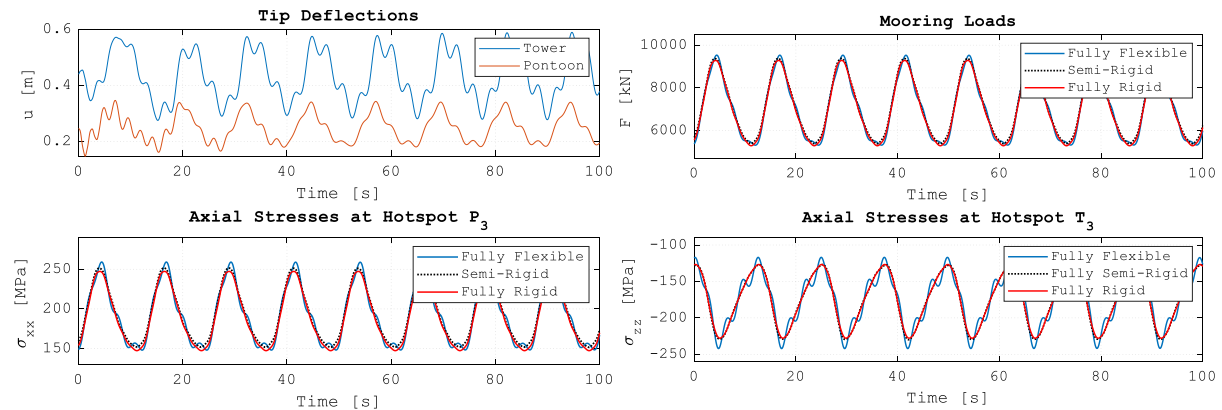 Tip Deflections
0.6
0.4
0.2
u [m]
Tower
Pontoon
0
20
40
60
80
100
Time [s]
Mooring Loads
10000
8000
6000
F [kN]
Fully Flexible
Semi-Rigid
Fully Rigid
0
20
40
60
80
100
Time [s]
Axial Stresses at Hotspot P3
250
200
150
σxx [MPa]
Fully Flexible
Semi-Rigid
Fully Rigid
0
20
40
60
80
100
Time [s]
Axial Stresses at Hotspot T3
-100
-150
-200
-250
σzz [MPa]
Fully Flexible
Fully Semi-Rigid
Fully Rigid
0
20
40
60
80
100
Time [s]